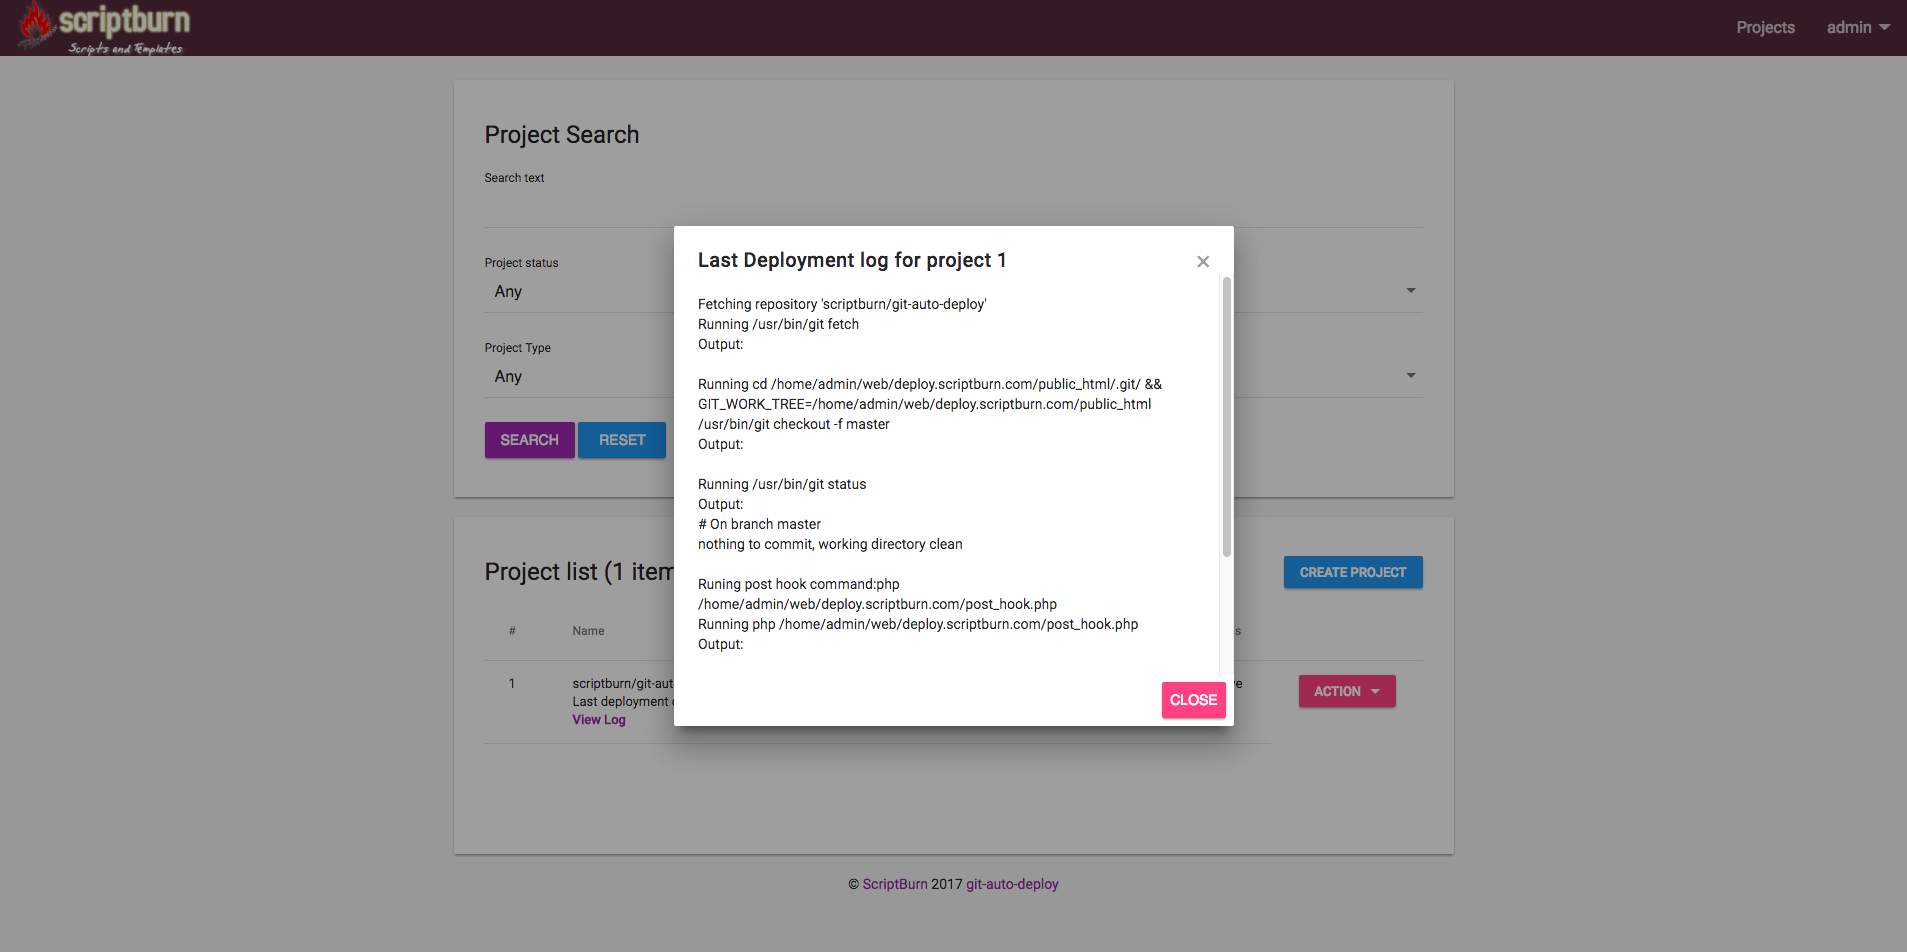 scriptburn
Scripts and Templates
Projects
admin
Project Search
Search text
Project status
Any
Project Type
Any
SEARCH
RESET
Last Deployment log for project 1
×
Fetching repository 'scriptburn/git-auto-deploy'
Running /usr/bin/git fetch
Output:
Running cd /home/admin/web/deploy.scriptburn.com/public_html/.git/ &&
GIT_WORK_TREE=/home/admin/web/deploy.scriptburn.com/public_html
/usr/bin/git checkout -f master
Output:
Running /usr/bin/git status
Output:
# On branch master
nothing to commit, working directory clean
Runing post hook command:php
/home/admin/web/deploy.scriptburn.com/post_hook.php
Running php /home/admin/web/deploy.scriptburn.com/post_hook.php
Output:
CLOSE
Project list (1 item
CREATE PROJECT
# Name
1 scriptburn/git-aut
ACTION
Last deployment
View Log
© ScriptBurn 2017 git-auto-deploy